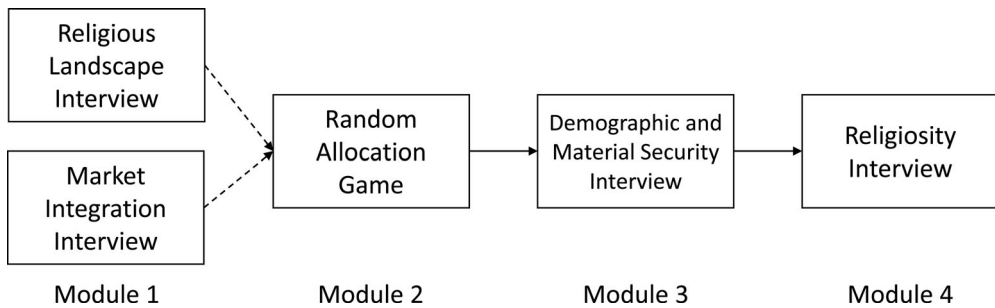 Religious
Landscape
Interview
Market
Integration
Interview
Random
Allocation
Game
Demographic and
Material Security
Interview
Religiosity
Interview
Module 1
Module 2
Module 3
Module 4